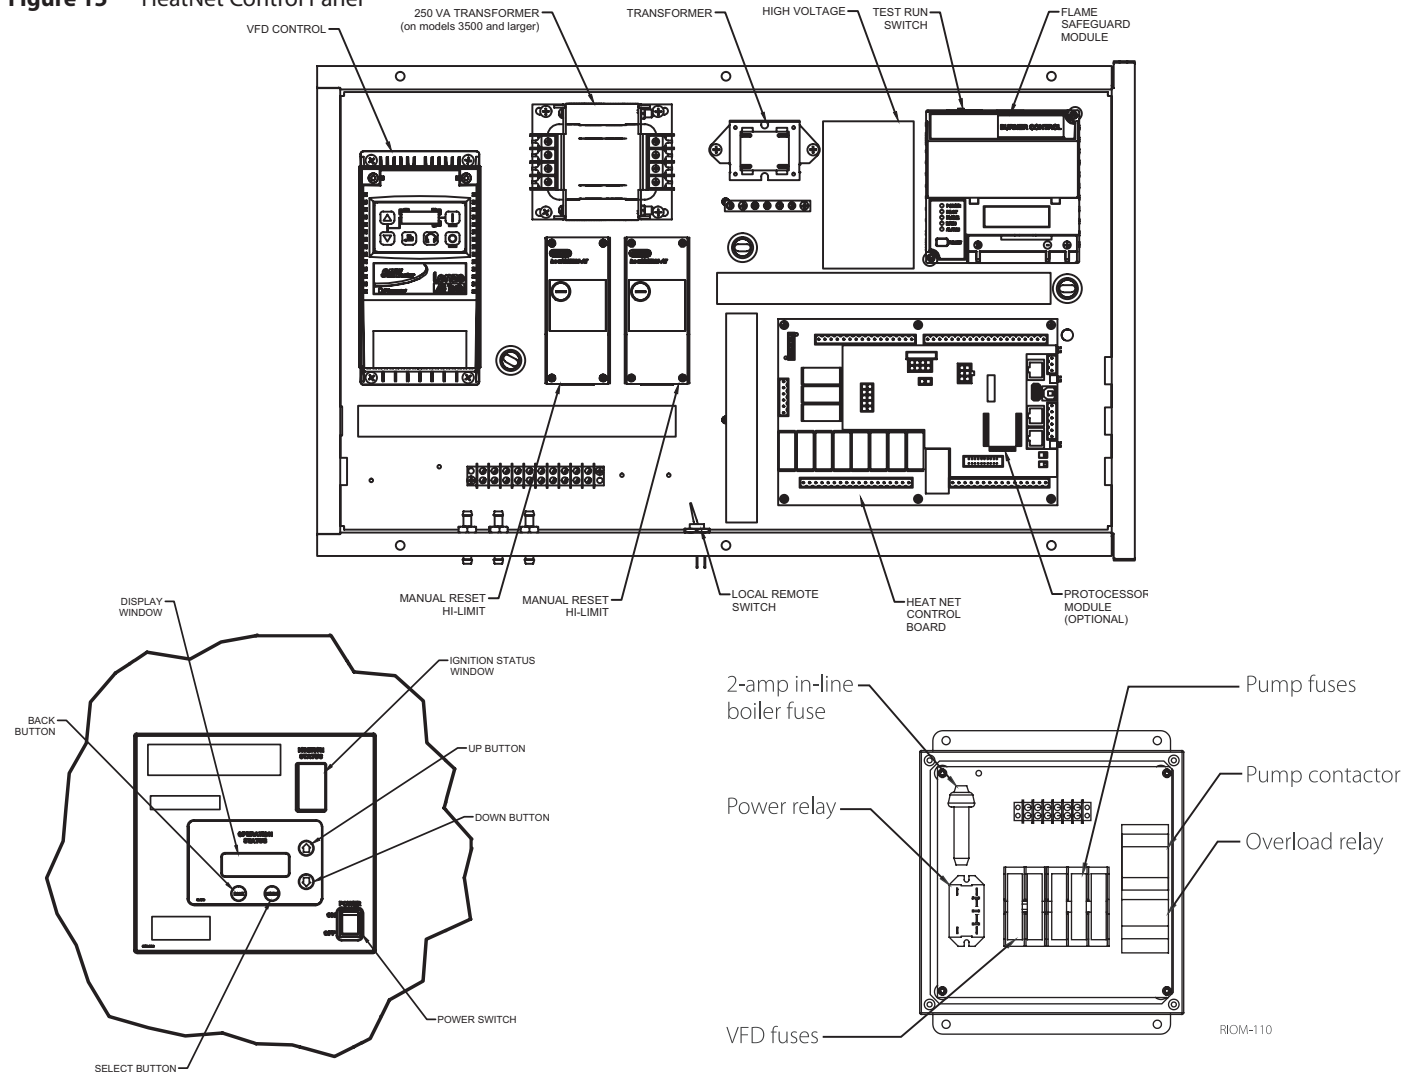 Figure 15 HeatNet Control Panel
VFD CONTROL
250 VA TRANSFORMER
(on models 3500 and larger)
TRANSFORMER
HIGH VOLTAGE
TEST RUN
SWITCH
FLAME
SAFEGUARD
MODULE
BURNER CONTROL
MANUAL RESET
HI-LIMIT
MANUAL RESET
HI-LIMIT
LOCAL REMOTE
SWITCH
HEAT NET
CONTROL
BOARD
PROTOCESSOR
MODULE
(OPTIONAL)
DISPLAY
WINDOW
IGNITION STATUS
WINDOW
BACK
BUTTON
UP BUTTON
DOWN BUTTON
IGNITION
STATUS
OPERATION
STATUS
POWER
ON
OFF
POWER SWITCH
SELECT BUTTON
2-amp in-line
boiler fuse
Pump fuses
Power relay
Pump contactor
Overload relay
VFD fuses
RIOM-110